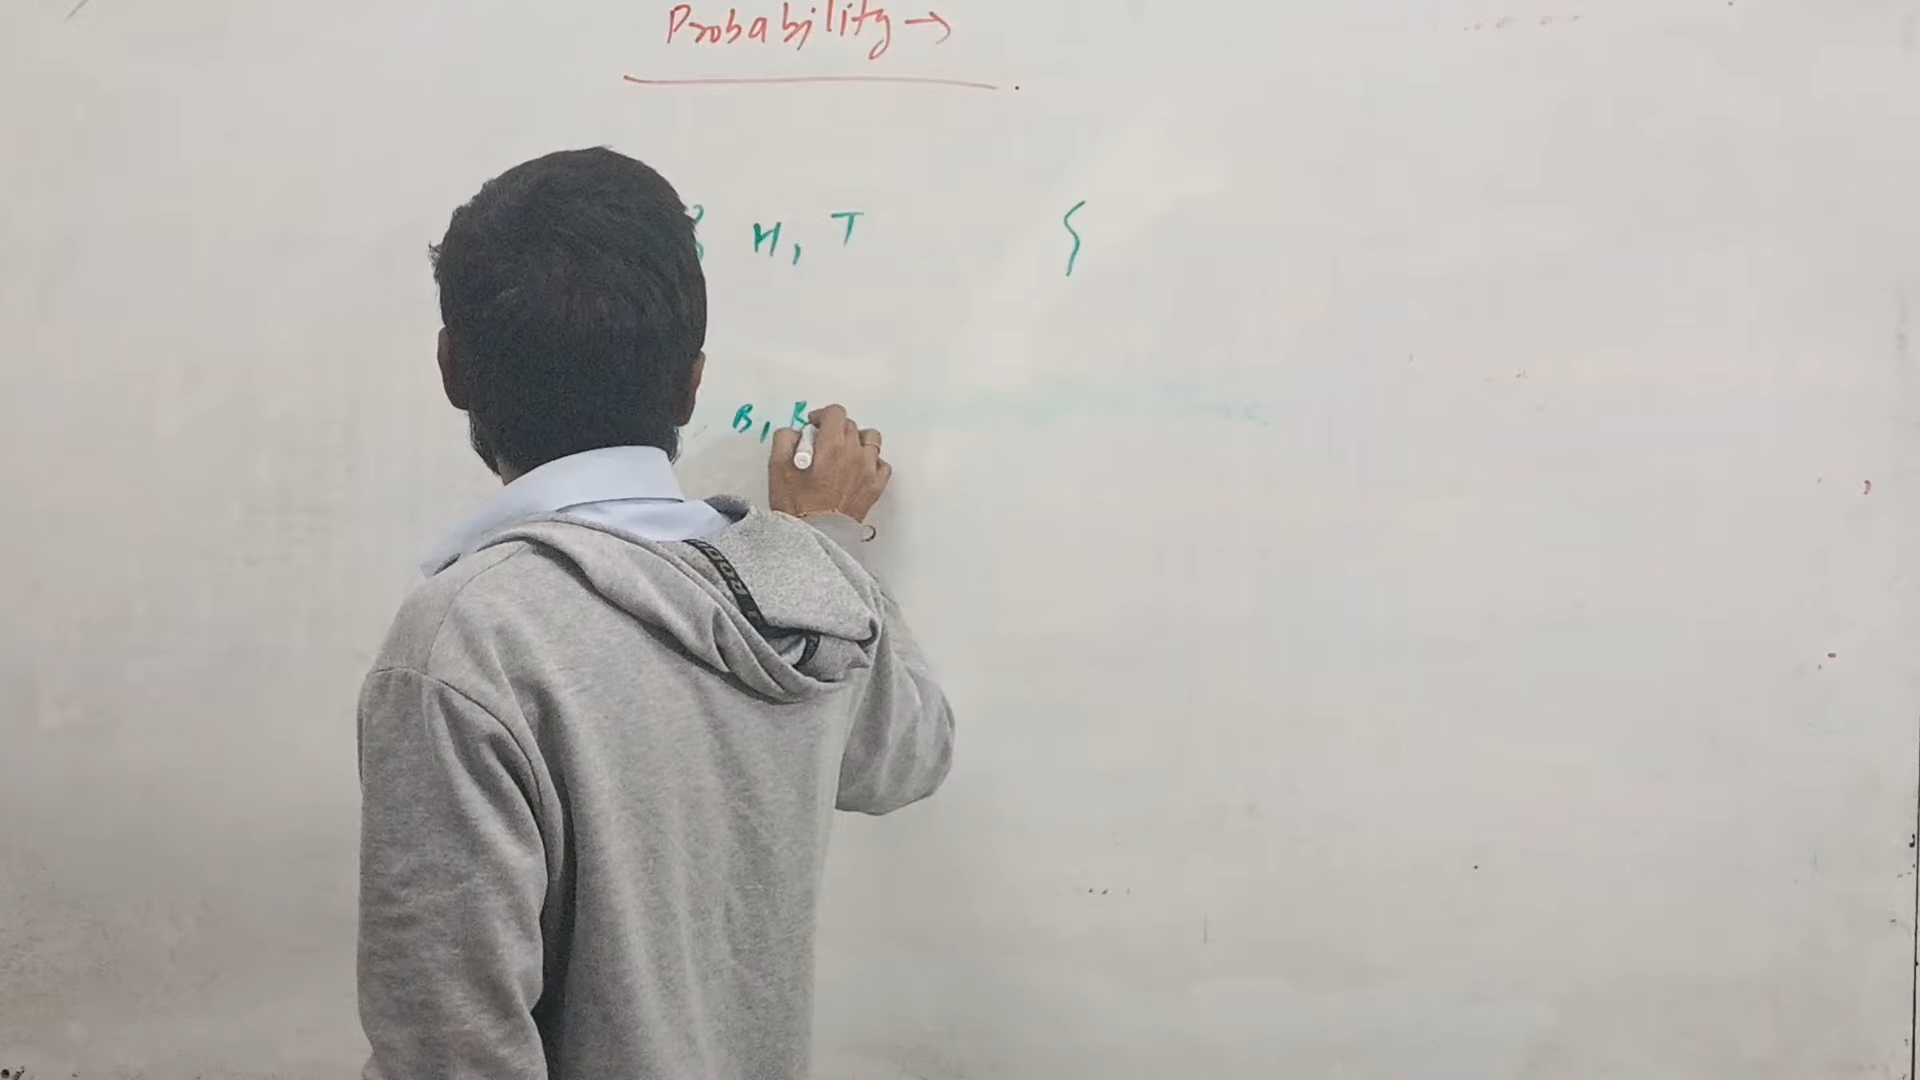 Probability →
{ H, T {
B, B